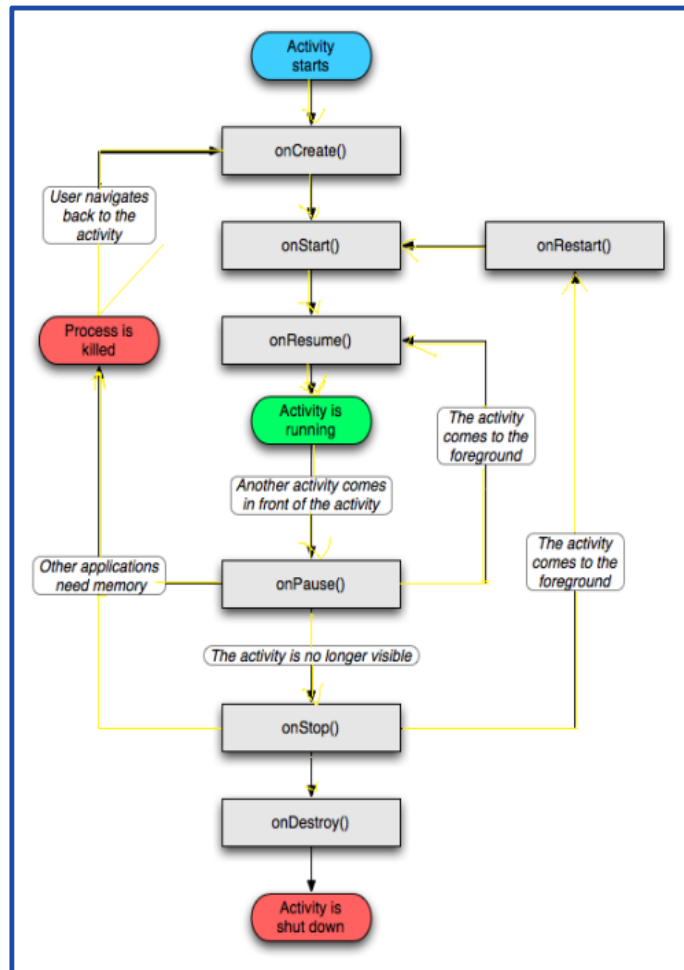 Activity
starts
onCreate()
User navigates
back to the
activity
onStart()
onRestart()
Process is
killed
onResume()
Activity is
running
The activity
comes to the
foreground
Another activity comes
in front of the activity
Other applications
need memory
The activity
comes to the
foreground
onPause()
The activity is no longer visible
onStop()
onDestroy()
Activity is
shut down